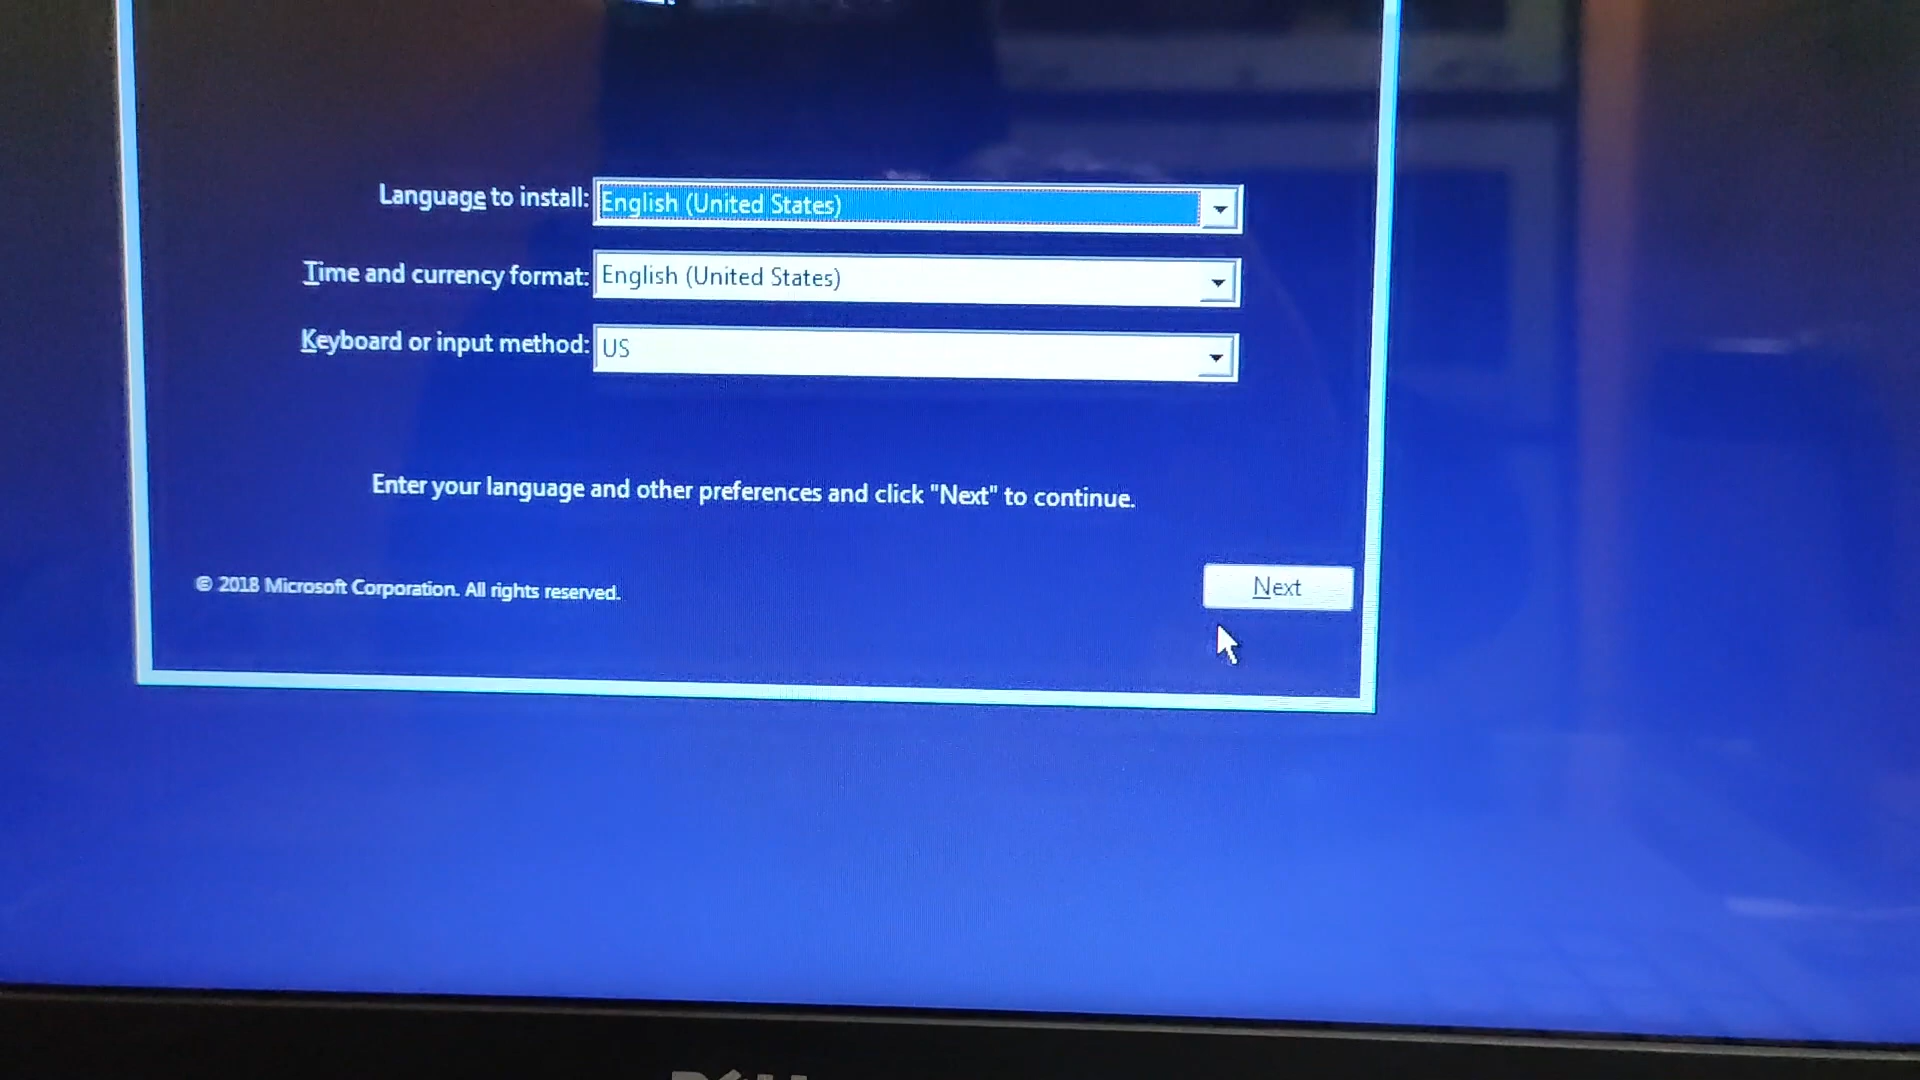 Language to install: English (United States)
Time and currency format: English (United States)
Keyboard or input method: US
Enter your language and other preferences and click "Next" to continue.
© 2018 Microsoft Corporation. All rights reserved.
Next